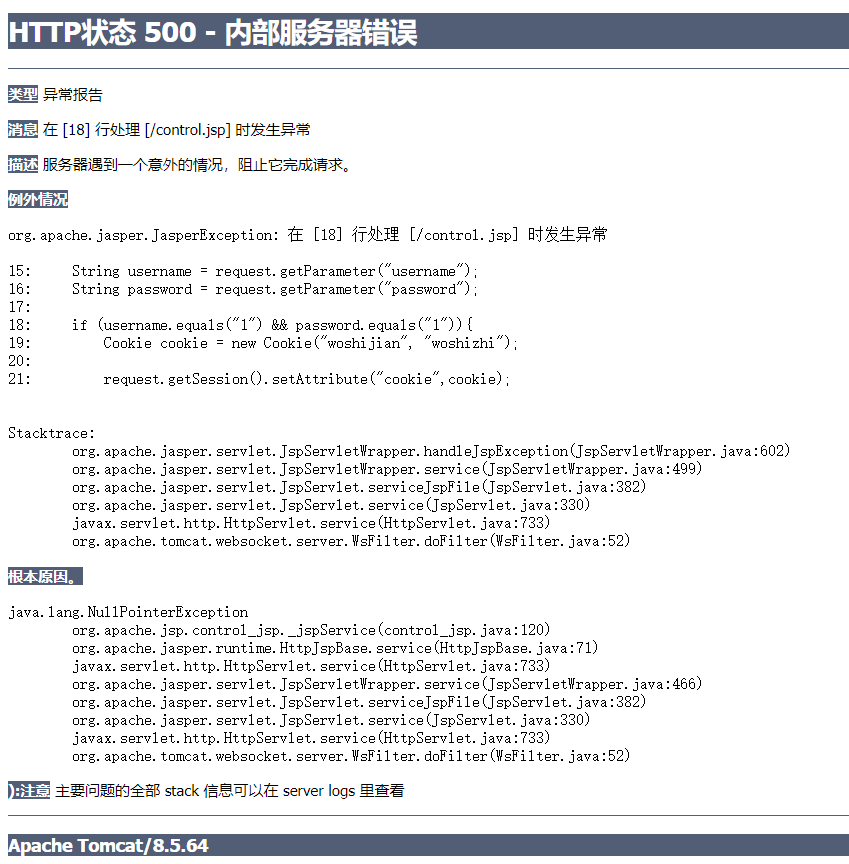 HTTP状态 500 - 内部服务器错误
类型 异常报告
消息 在 [18] 行处理 [/control.jsp] 时发生异常
描述 服务器遇到一个意外的情况，阻止它完成请求。
例外情况
org.apache.jasper.JasperException: 在 [18] 行处理 [/control.jsp] 时发生异常
15:     String username = request.getParameter("username");
16:     String password = request.getParameter("password");
17:
18:     if (username.equals("1") && password.equals("1")){
19:         Cookie cookie = new Cookie("woshijian", "woshizhi");
20:
21:         request.getSession().setAttribute("cookie",cookie);
Stacktrace:
	org.apache.jasper.servlet.JspServletWrapper.handleJspException(JspServletWrapper.java:602)
	org.apache.jasper.servlet.JspServletWrapper.service(JspServletWrapper.java:499)
	org.apache.jasper.servlet.JspServlet.serviceJspFile(JspServlet.java:382)
	org.apache.jasper.servlet.JspServlet.service(JspServlet.java:330)
	javax.servlet.http.HttpServlet.service(HttpServlet.java:733)
	org.apache.tomcat.websocket.server.WsFilter.doFilter(WsFilter.java:52)
根本原因。
java.lang.NullPointerException
	org.apache.jsp.control_jsp._jspService(control_jsp.java:120)
	org.apache.jasper.runtime.HttpJspBase.service(HttpJspBase.java:71)
	javax.servlet.http.HttpServlet.service(HttpServlet.java:733)
	org.apache.jasper.servlet.JspServletWrapper.service(JspServletWrapper.java:466)
	org.apache.jasper.servlet.JspServlet.serviceJspFile(JspServlet.java:382)
	org.apache.jasper.servlet.JspServlet.service(JspServlet.java:330)
	javax.servlet.http.HttpServlet.service(HttpServlet.java:733)
	org.apache.tomcat.websocket.server.WsFilter.doFilter(WsFilter.java:52)
):注意 主要问题的全部 stack 信息可以在 server logs 里查看
Apache Tomcat/8.5.64